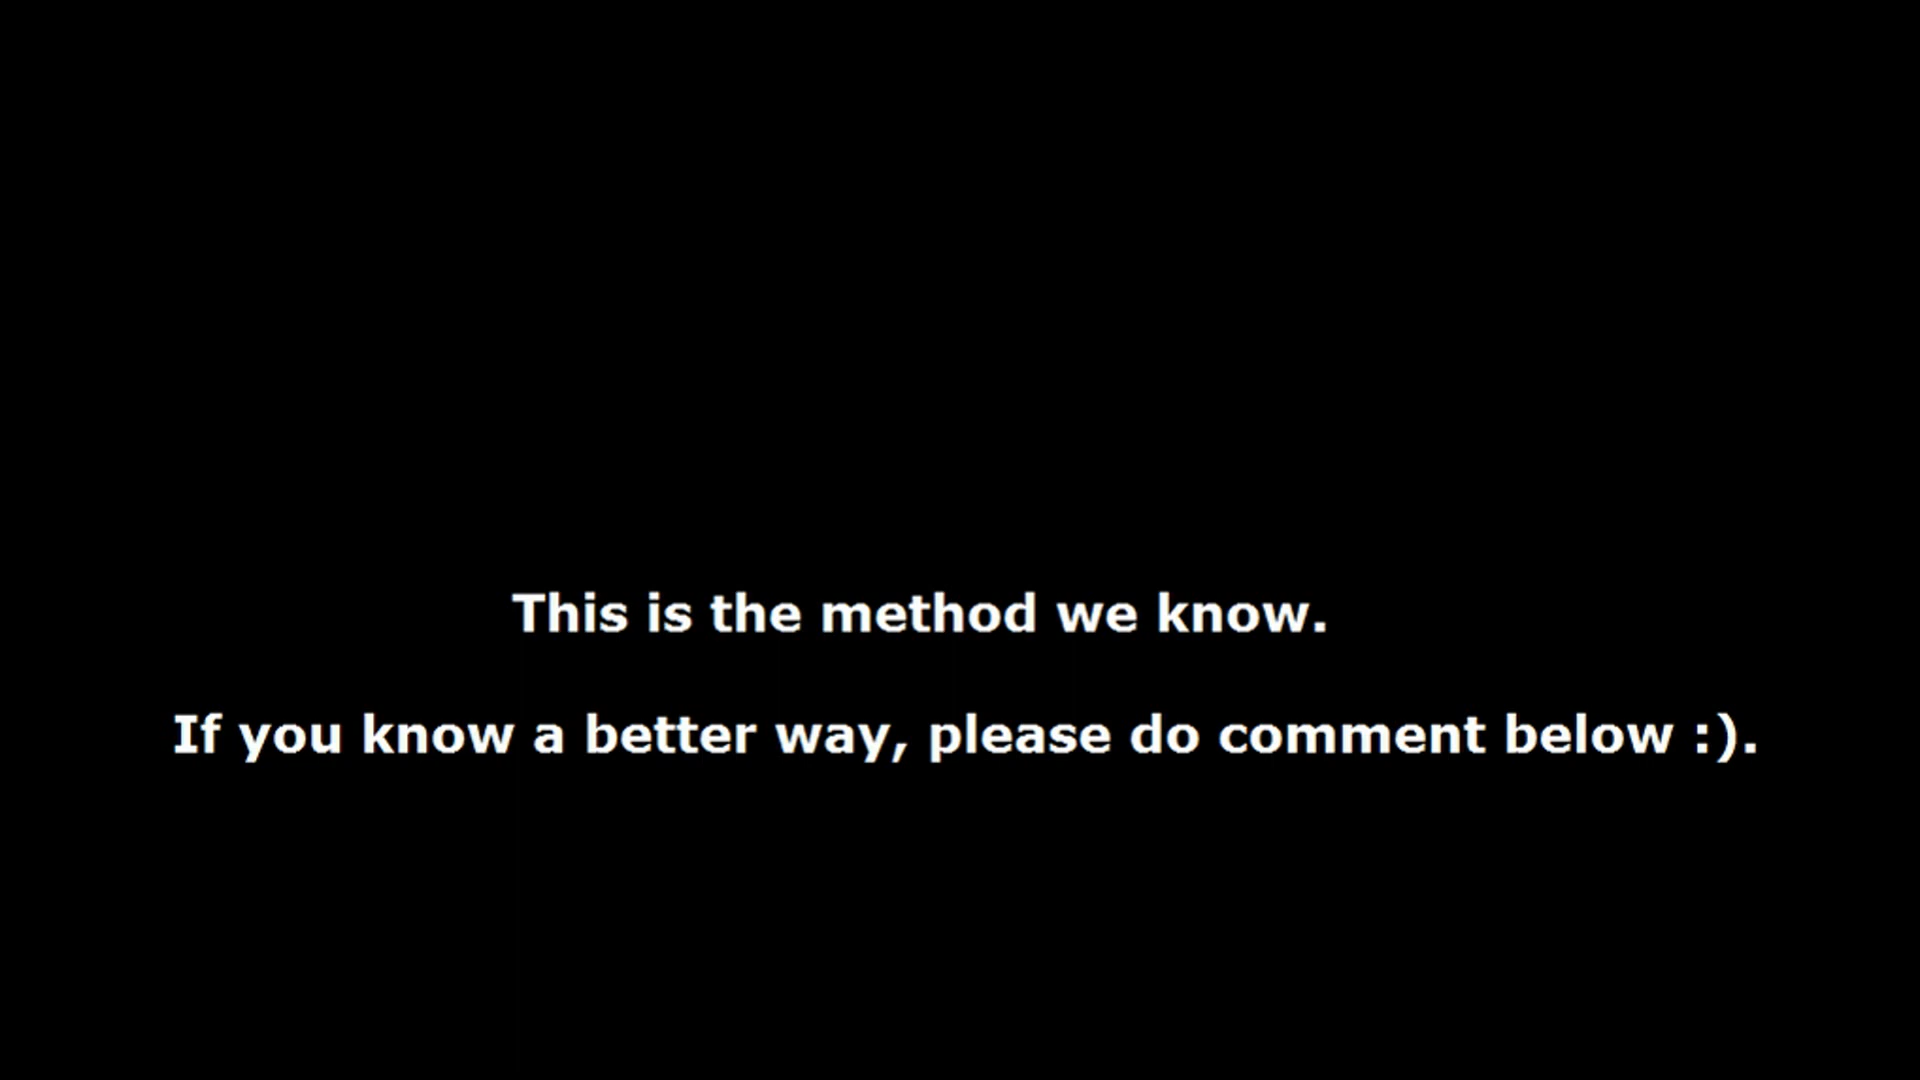 This is the method we know.
If you know a better way, please do comment below :).